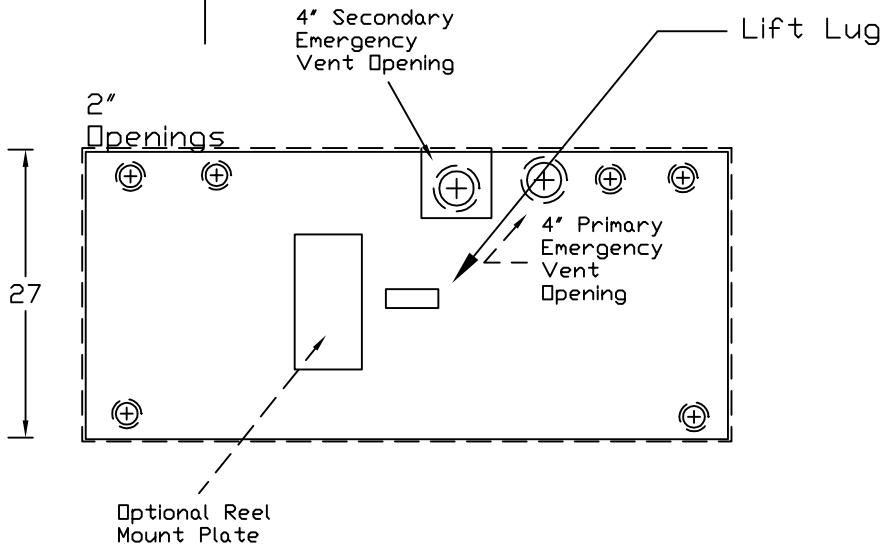 4" Secondary
Emergency
Vent Opening
Lift Lug
2"
Openings
4" Primary
Emergency
Vent
Opening
27
Optional Reel
Mount Plate